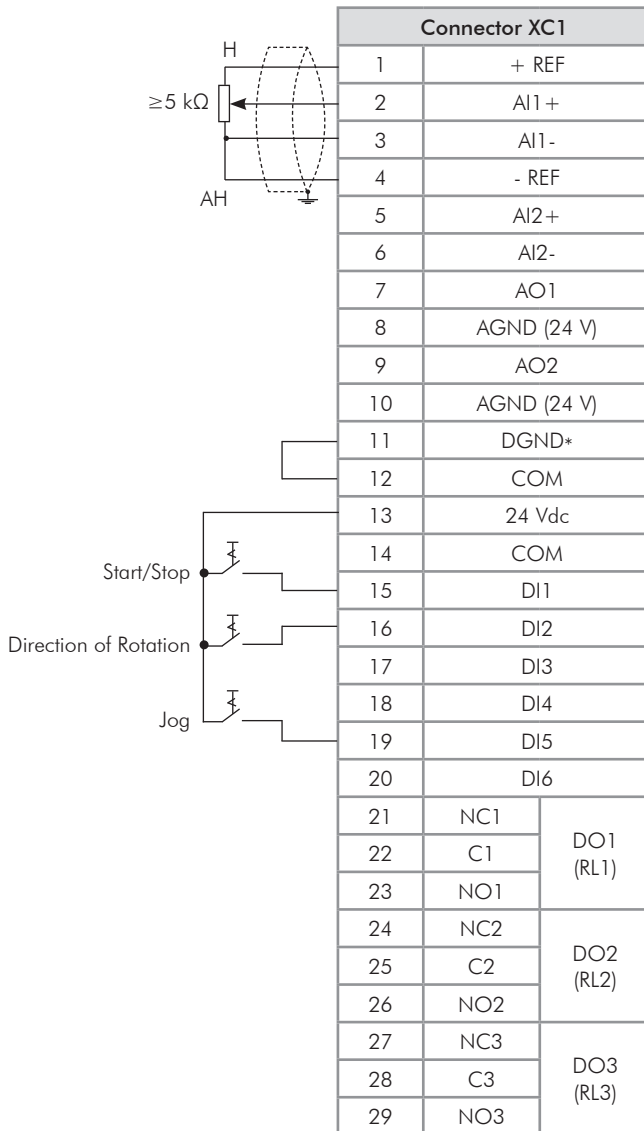 Connector XC1
H
≥5 kΩ
AH
1 + REF
2 AI1+
3 AI1-
4 - REF
5 AI2+
6 AI2-
7 AO1
8 AGND (24 V)
9 AO2
10 AGND (24 V)
11 DGND*
12 COM
13 24 Vdc
14 COM
Start/Stop
15 DI1
Direction of Rotation
16 DI2
17 DI3
18 DI4
Jog
19 DI5
20 DI6
21 NC1
22 C1
23 NO1
DO1
(RL1)
24 NC2
25 C2
26 NO2
DO2
(RL2)
27 NC3
28 C3
29 NO3
DO3
(RL3)